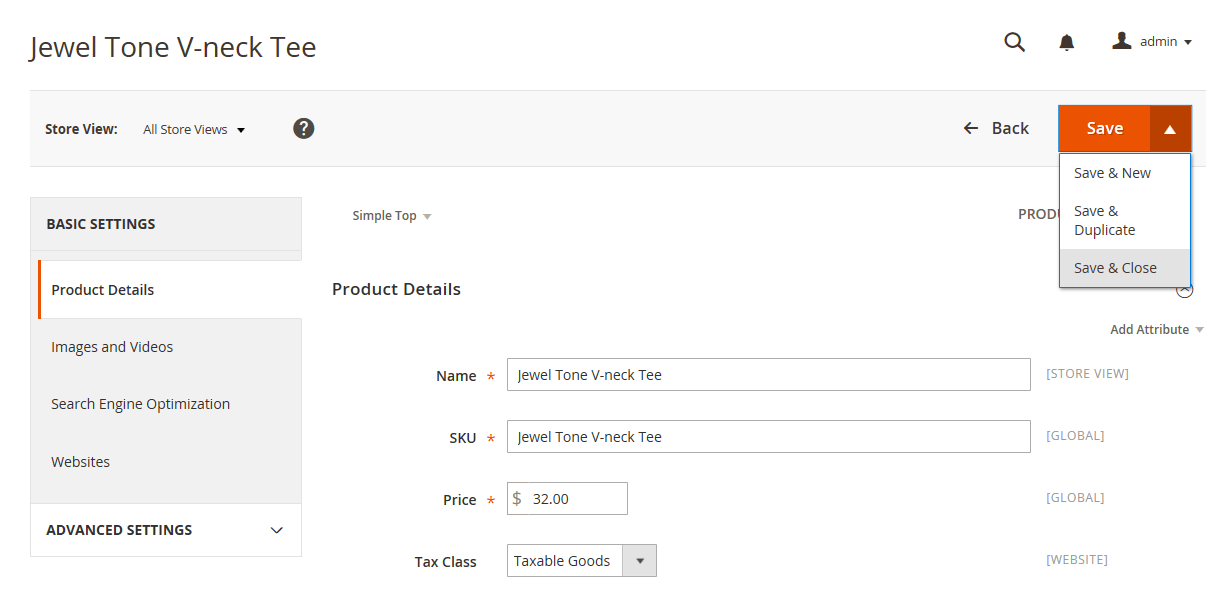 Jewel Tone V-neck Tee
admin
Store View: All Store Views ?
Back Save
Save & New
Save &
Duplicate
Save & Close
BASIC SETTINGS
Product Details
Images and Videos
Search Engine Optimization
Websites
ADVANCED SETTINGS
Simple Top
PRODU
Product Details
Add Attribute
Name * Jewel Tone V-neck Tee [STORE VIEW]
SKU * Jewel Tone V-neck Tee [GLOBAL]
Price * $ 32.00 [GLOBAL]
Tax Class Taxable Goods [WEBSITE]